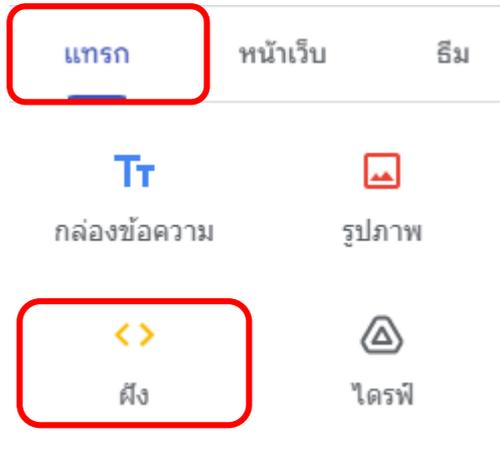 แทรก หน้าเว็บ ธีม
กล่องข้อความ รูปภาพ
ฝัง ไดรฟ์